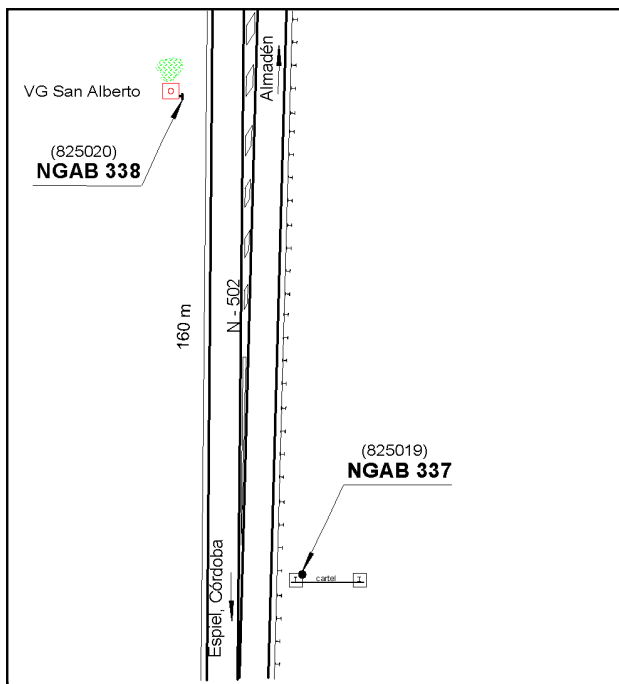 Almadén
VG San Alberto
(825020)
NGAB 338
N - 502
160 m
(825019)
NGAB 337
cartel
Espiel, Córdoba